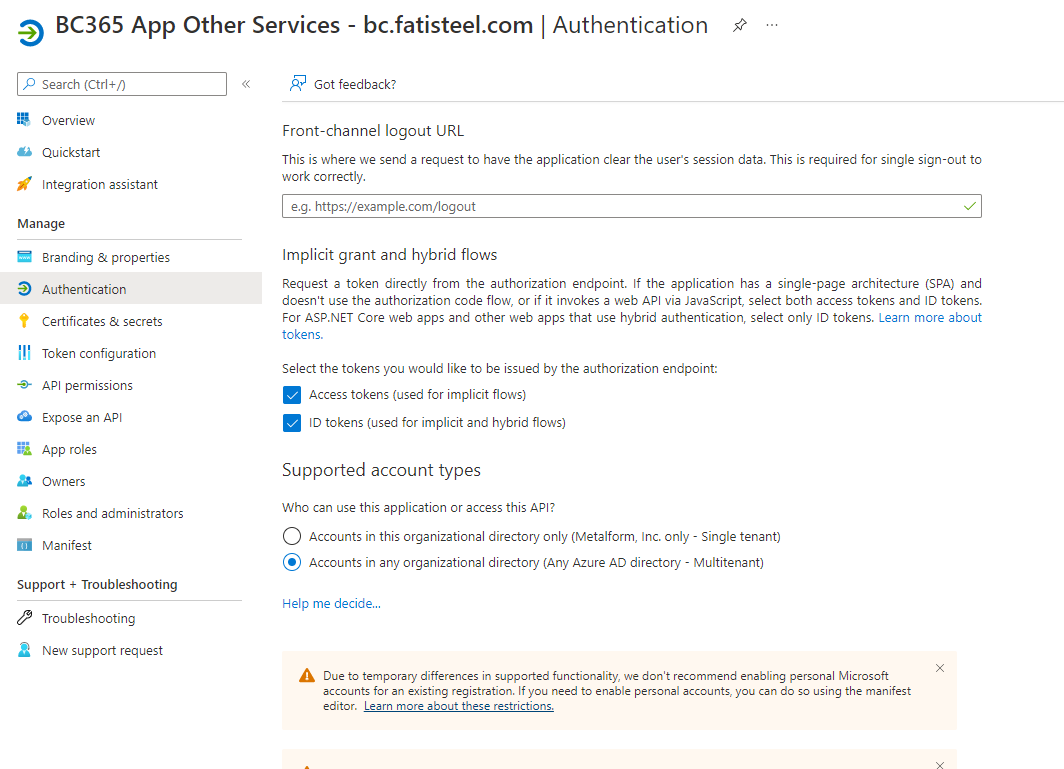 BC365 App Other Services - bc.fatisteel.com | Authentication
Search (Ctrl+/)
Overview
Quickstart
Integration assistant
Manage
Branding & properties
Authentication
Certificates & secrets
Token configuration
API permissions
Expose an API
App roles
Owners
Roles and administrators
Manifest
Support + Troubleshooting
Troubleshooting
New support request
Got feedback?
Front-channel logout URL
This is where we send a request to have the application clear the user's session data. This is required for single sign-out to
work correctly.
e.g. https://example.com/logout
Implicit grant and hybrid flows
Request a token directly from the authorization endpoint. If the application has a single-page architecture (SPA) and
doesn't use the authorization code flow, or if it invokes a web API via JavaScript, select both access tokens and ID tokens.
For ASP.NET Core web apps and other web apps that use hybrid authentication, select only ID tokens. Learn more about
tokens.
Select the tokens you would like to be issued by the authorization endpoint:
Access tokens (used for implicit flows)
ID tokens (used for implicit and hybrid flows)
Supported account types
Who can use this application or access this API?
Accounts in this organizational directory only (Metalform, Inc. only - Single tenant)
Accounts in any organizational directory (Any Azure AD directory - Multitenant)
Help me decide...
Due to temporary differences in supported functionality, we don't recommend enabling personal Microsoft
accounts for an existing registration. If you need to enable personal accounts, you can do so using the manifest
editor. Learn more about these restrictions.